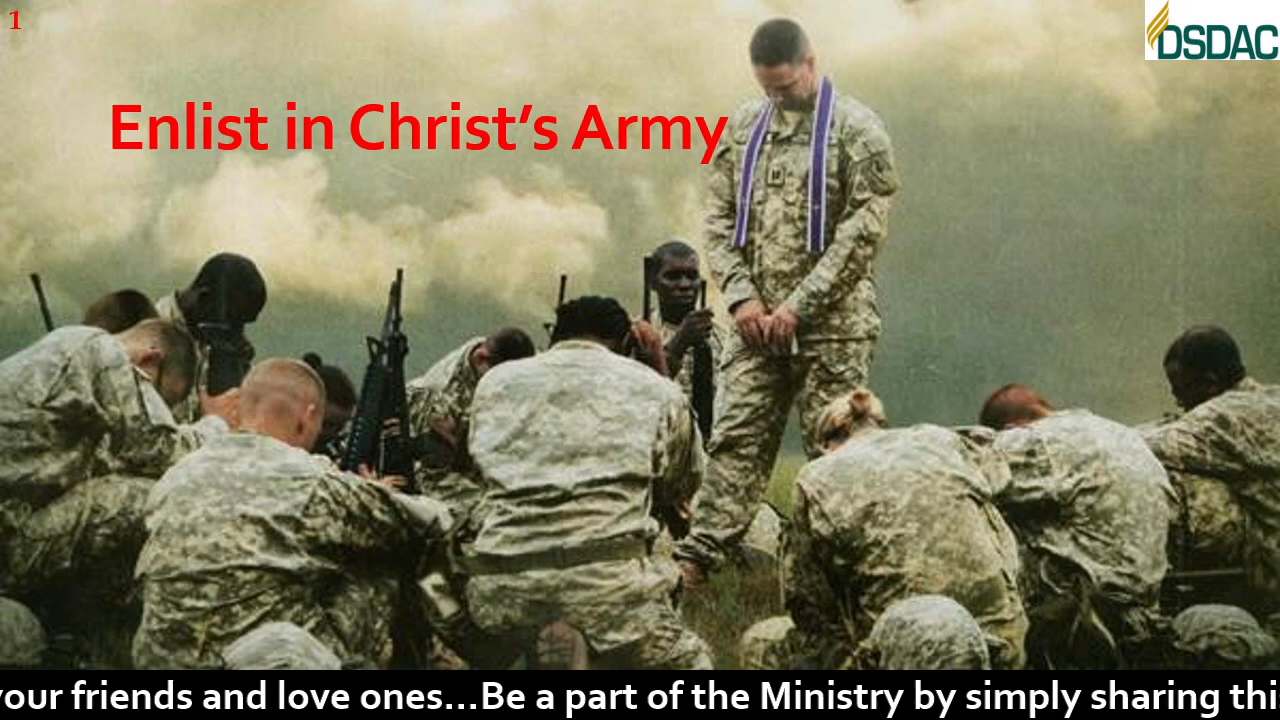 1
DSDAC
Enlist in Christ’s Army
your friends and love ones...Be a part of the Ministry by simply sharing thi